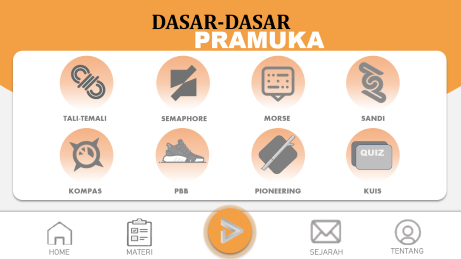 DASAR-DASAR
PRAMUKA
TALI-TEMALI SEMAPHORE MORSE SANDI
QUIZ
KOMPAS PBB PIONEERING KUIS
HOME MATERI SEJARAH TENTANG